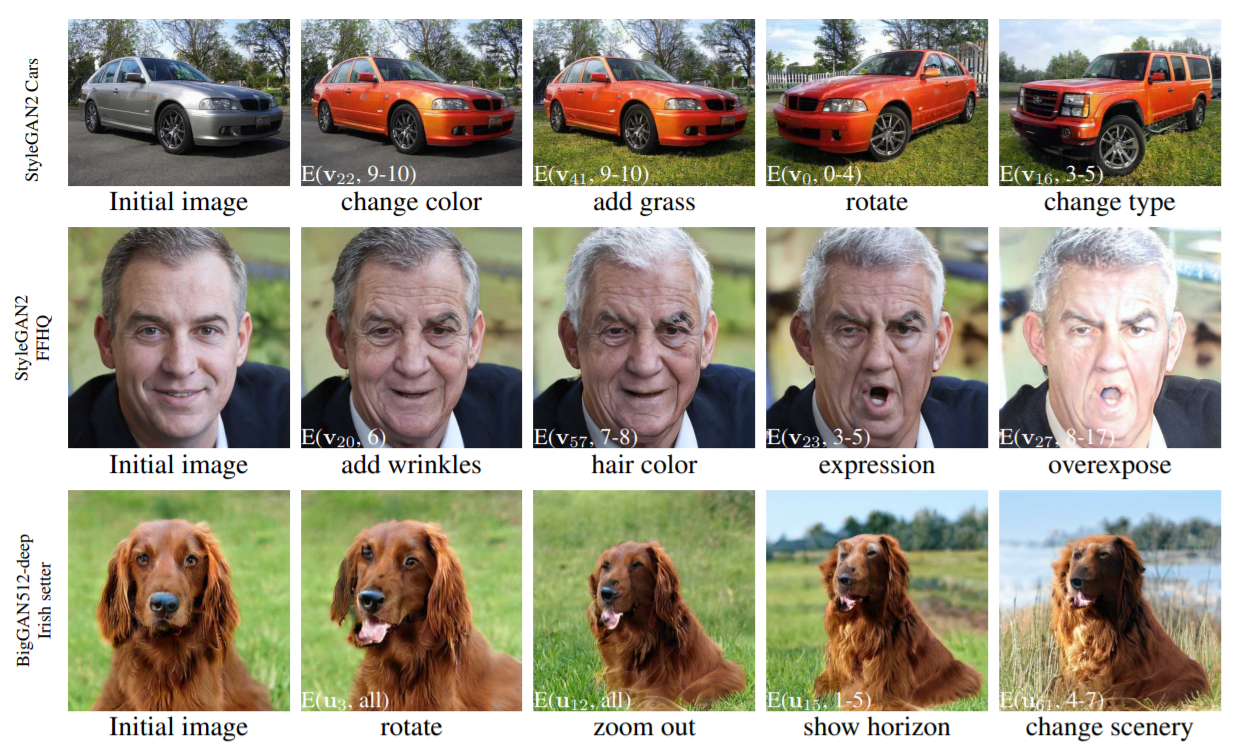 StyleGAN2 Cars
E(v₂₂, 9-10)
E(v₄₁, 9-10)
E(v₀, 0-4)
E(v₁₆, 3-5)
Initial image
change color
add grass
rotate
change type
StyleGAN2
FFHQ
E(v₂₀, 6)
E(v₅₇, 7-8)
E(v₂₃, 3-5)
E(v₂₇, 8-17)
Initial image
add wrinkles
hair color
expression
overexpose
BigGAN512-deep
Irish setter
E(u₃, all)
E(u₁₂, all)
E(u₁₅, 1-5)
E(u₆₁, 4-7)
Initial image
rotate
zoom out
show horizon
change scenery